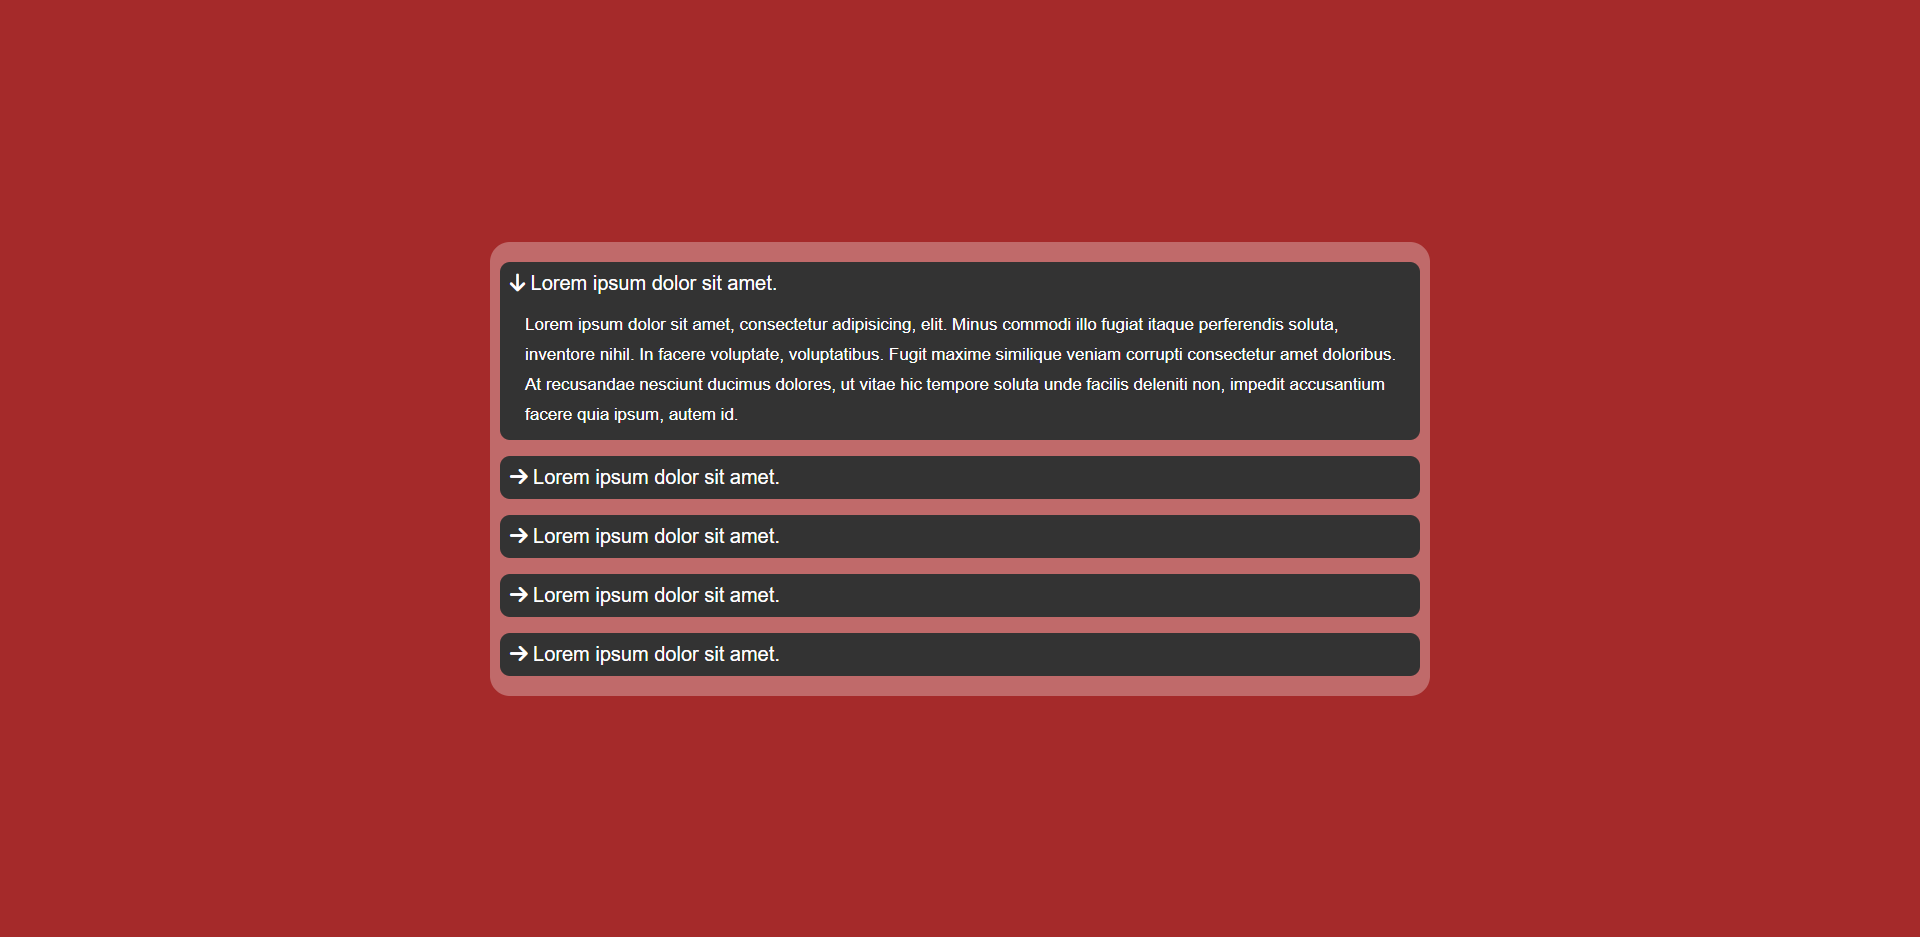 Lorem ipsum dolor sit amet.
Lorem ipsum dolor sit amet, consectetur adipisicing, elit. Minus commodi illo fugiat itaque perferendis soluta,
inventore nihil. In facere voluptate, voluptatibus. Fugit maxime similique veniam corrupti consectetur amet doloribus.
At recusandae nesciunt ducimus dolores, ut vitae hic tempore soluta unde facilis deleniti non, impedit accusantium
facere quia ipsum, autem id.
Lorem ipsum dolor sit amet.
Lorem ipsum dolor sit amet.
Lorem ipsum dolor sit amet.
Lorem ipsum dolor sit amet.